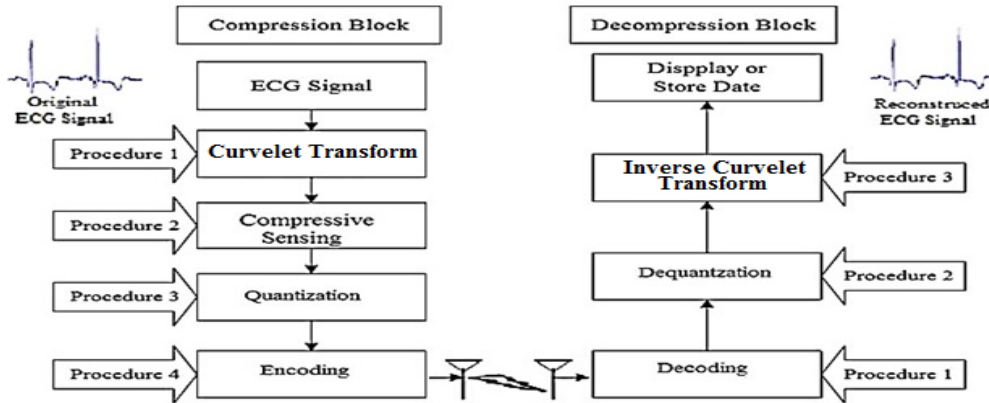 Compression Block
Decompression Block
Original
ECG Signal
ECG Signal
Procedure 1
Curvelet Transform
Procedure 2
Compressive
Sensing
Procedure 3
Quantization
Procedure 4
Encoding
Dispplay or
Store Date
Reconstruced
ECG Signal
Inverse Curvelet
Transform
Procedure 3
Dequantzation
Procedure 2
Decoding
Procedure 1